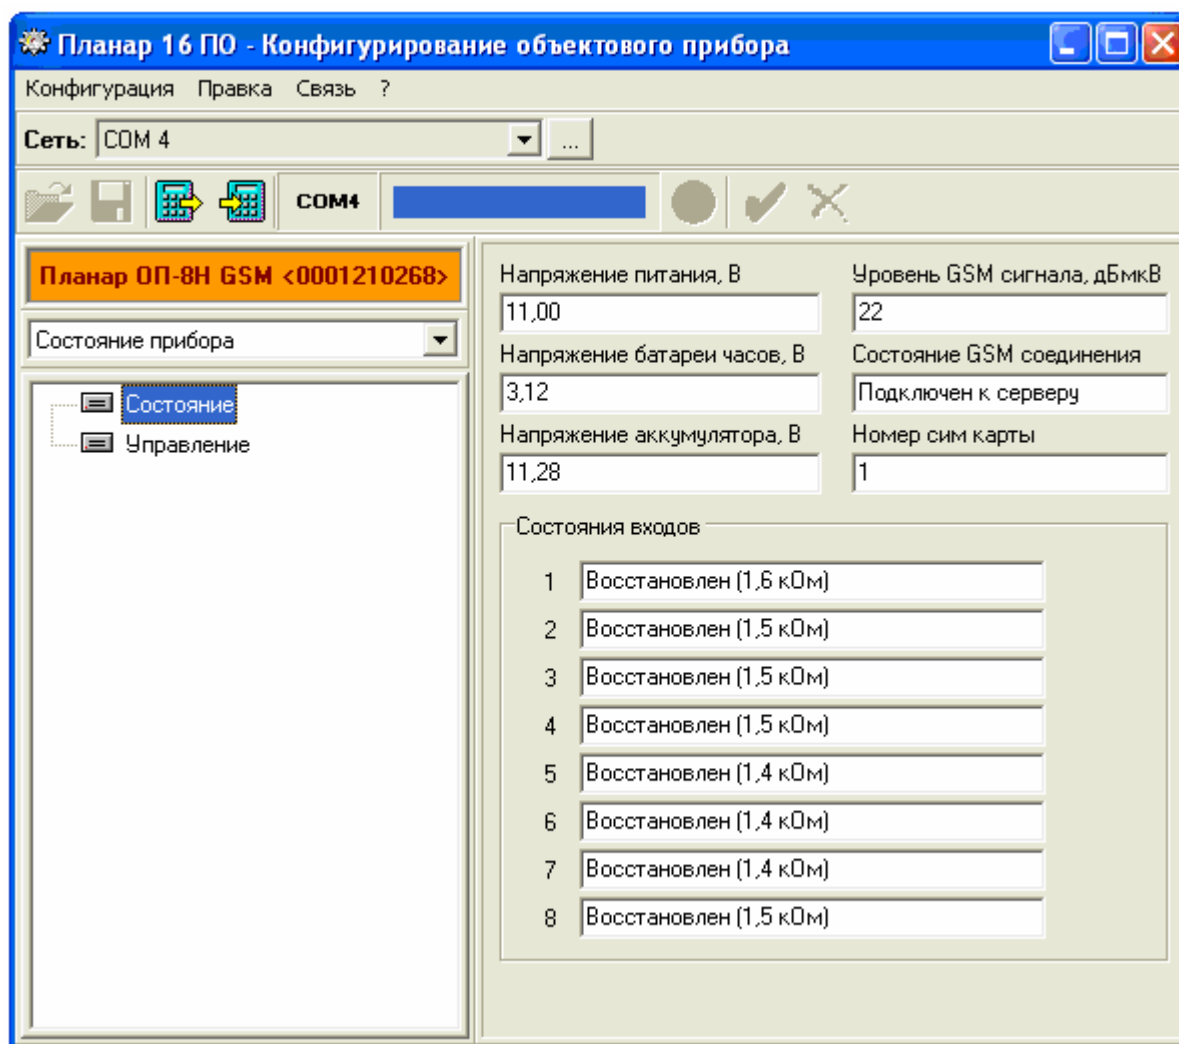 Планар 16 ПО - Конфигурирование объектового прибора
Конфигурация Правка Связь ?
Сеть: COM 4 ...
COM4
Планар ОП-8Н GSM <0001210268>
Состояние прибора
Состояние
Управление
Напряжение питания, В
11,00
Напряжение батареи часов, В
3,12
Напряжение аккумулятора, В
11,28
Уровень GSM сигнала, дБмкВ
22
Состояние GSM соединения
Подключен к серверу
Номер сим карты
1
Состояния входов
1 Восстановлен (1,6 кОм)
2 Восстановлен (1,5 кОм)
3 Восстановлен (1,5 кОм)
4 Восстановлен (1,5 кОм)
5 Восстановлен (1,4 кОм)
6 Восстановлен (1,4 кОм)
7 Восстановлен (1,4 кОм)
8 Восстановлен (1,5 кОм)